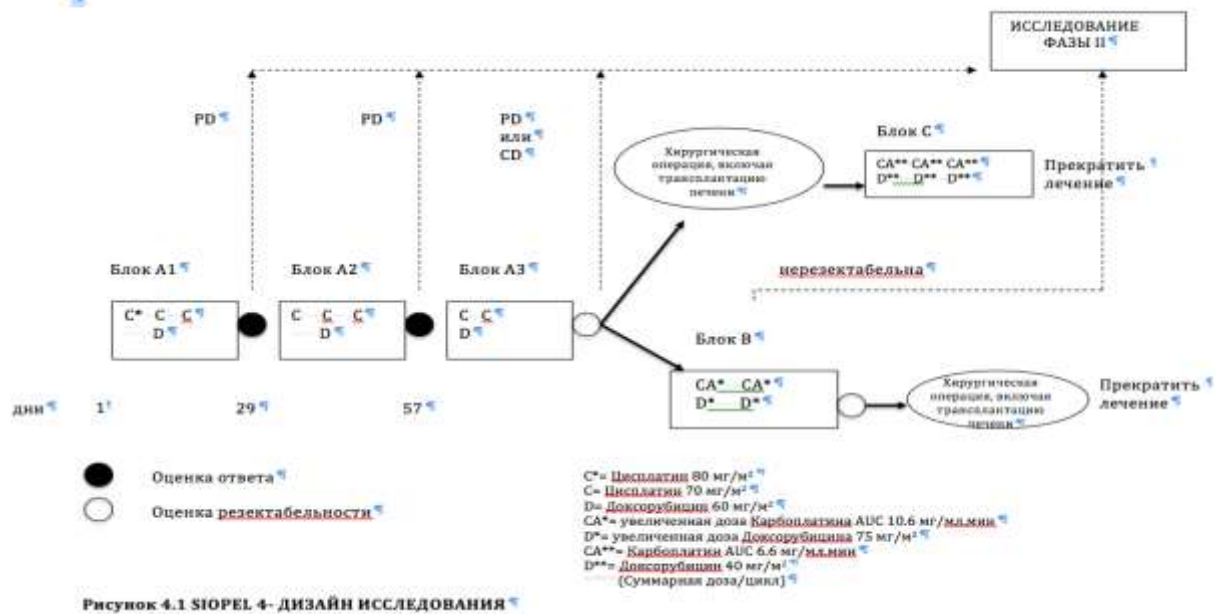 ИССЛЕДОВАНИЕ
ФАЗЫ II
PD
PD
PD
или
CD
Блок C
Хирургическая
операция, включая
трансплантацию
печени
CA** CA** CA**
D** D** D**
Прекратить
лечение
Блок A1
Блок A2
Блок A3
нерезектабельна
C* C C
D
C C C
D
C C
D
Блок B
CA* CA*
D* D*
Хирургическая
операция, включая
трансплантацию
печени
Прекратить
лечение
дни
1
29
57
Оценка ответа
Оценка резектабельности
C*= Цисплатин 80 мг/м²
C= Цисплатин 70 мг/м²
D= Доксорубицин 60 мг/м²
CA*= увеличенная доза Карбоплатина AUC 10.6 мг/мл.мин
D*= увеличенная доза Доксорубицина 75 мг/м²
CA**= Карбоплатин AUC 6.6 мг/мл.мин
D**= Доксорубицин 40 мг/м²
(Суммарная доза/цикл)
Рисунок 4.1 SIOPEL 4- ДИЗАЙН ИССЛЕДОВАНИЯ